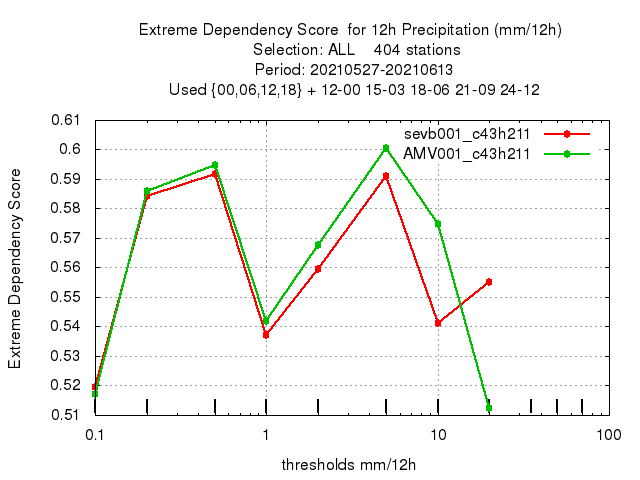 Extreme Dependency Score  for 12h Precipitation (mm/12h)
Selection: ALL    404 stations
Period: 20210527-20210613
Used {00,06,12,18} + 12-00 15-03 18-06 21-09 24-12
sevb001_c43h211
AMV001_c43h211
Extreme Dependency Score
0.61
0.6
0.59
0.58
0.57
0.56
0.55
0.54
0.53
0.52
0.51
0.1 1 10 100
thresholds mm/12h